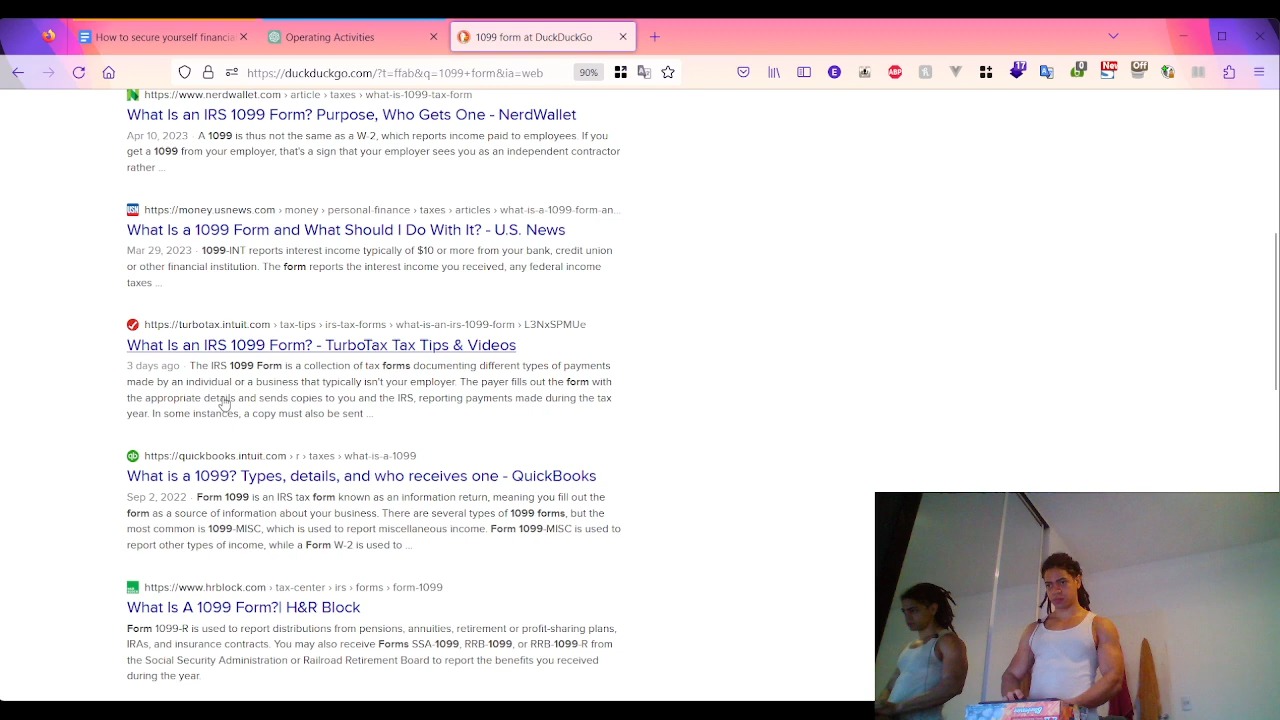 How to secure yourself financia
Operating Activities
1099 form at DuckDuckGo
https://duckduckgo.com/?t=ffab&q=1099+form&ia=web
90%
17
0
New
Off
https://www.nerdwallet.com › article › taxes › what-is-1099-tax-form
What Is an IRS 1099 Form? Purpose, Who Gets One - NerdWallet
Apr 10, 2023 · A 1099 is thus not the same as a W-2, which reports income paid to employees. If you
get a 1099 from your employer, that's a sign that your employer sees you as an independent contractor
rather ...
https://money.usnews.com › money › personal-finance › taxes › articles › what-is-a-1099-form-an...
What Is a 1099 Form and What Should I Do With It? - U.S. News
Mar 29, 2023 · 1099-INT reports interest income typically of $10 or more from your bank, credit union
or other financial institution. The form reports the interest income you received, any federal income
taxes ...
https://turbotax.intuit.com › tax-tips › irs-tax-forms › what-is-an-irs-1099-form › L3NxSPMUe
What Is an IRS 1099 Form? - TurboTax Tax Tips & Videos
3 days ago · The IRS 1099 Form is a collection of tax forms documenting different types of payments
made by an individual or a business that typically isn't your employer. The payer fills out the form with
the appropriate details and sends copies to you and the IRS, reporting payments made during the tax
year. In some instances, a copy must also be sent ...
https://quickbooks.intuit.com › r › taxes › what-is-a-1099
What is a 1099? Types, details, and who receives one - QuickBooks
Sep 2, 2022 · Form 1099 is an IRS tax form known as an information return, meaning you fill out the
form as a source of information about your business. There are several types of 1099 forms, but the
most common is 1099-MISC, which is used to report miscellaneous income. Form 1099-MISC is used to
report other types of income, while a Form W-2 is used to ...
https://www.hrblock.com › tax-center › irs › forms › form-1099
What Is A 1099 Form?| H&R Block
Form 1099-R is used to report distributions from pensions, annuities, retirement or profit-sharing plans,
IRAs, and insurance contracts. You may also receive Forms SSA-1099, RRB-1099, or RRB-1099-R from
the Social Security Administration or Railroad Retirement Board to report the benefits you received
during the year.